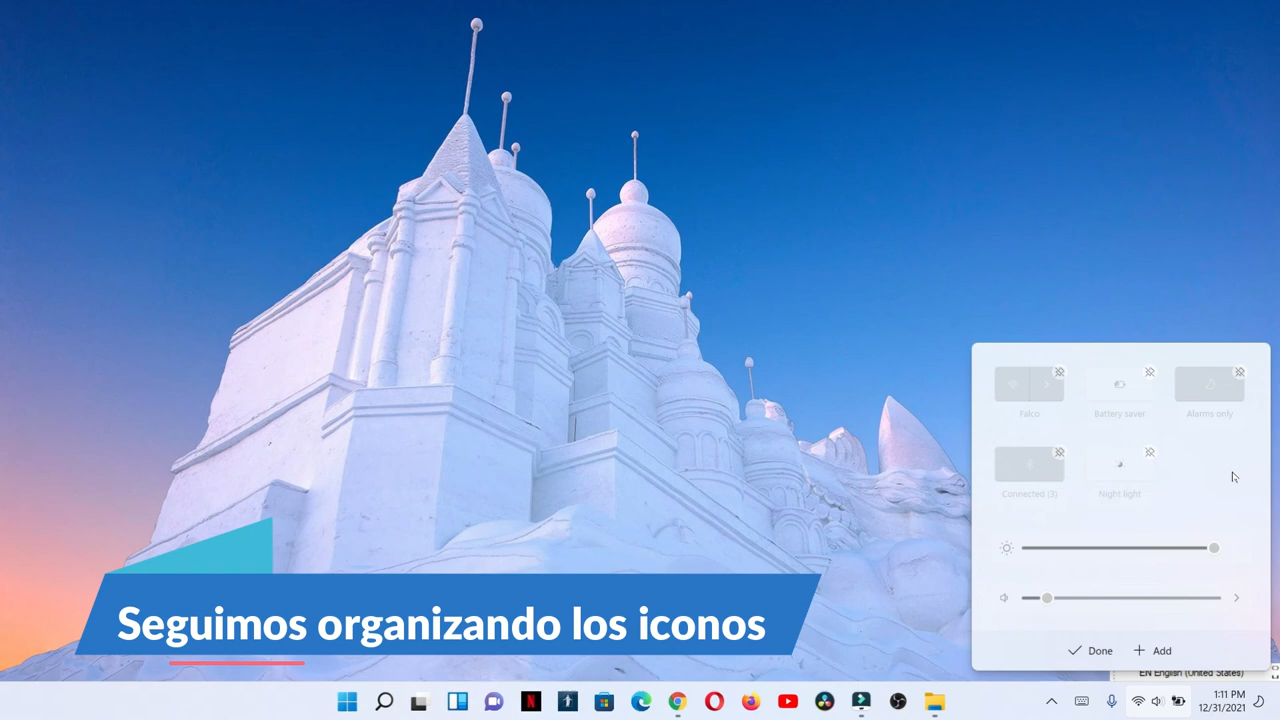 Falco
Battery saver
Alarms only
Connected (3)
Night light
Seguimos organizando los iconos
Done
Add
EN English (United States)
1:11 PM
12/31/2021